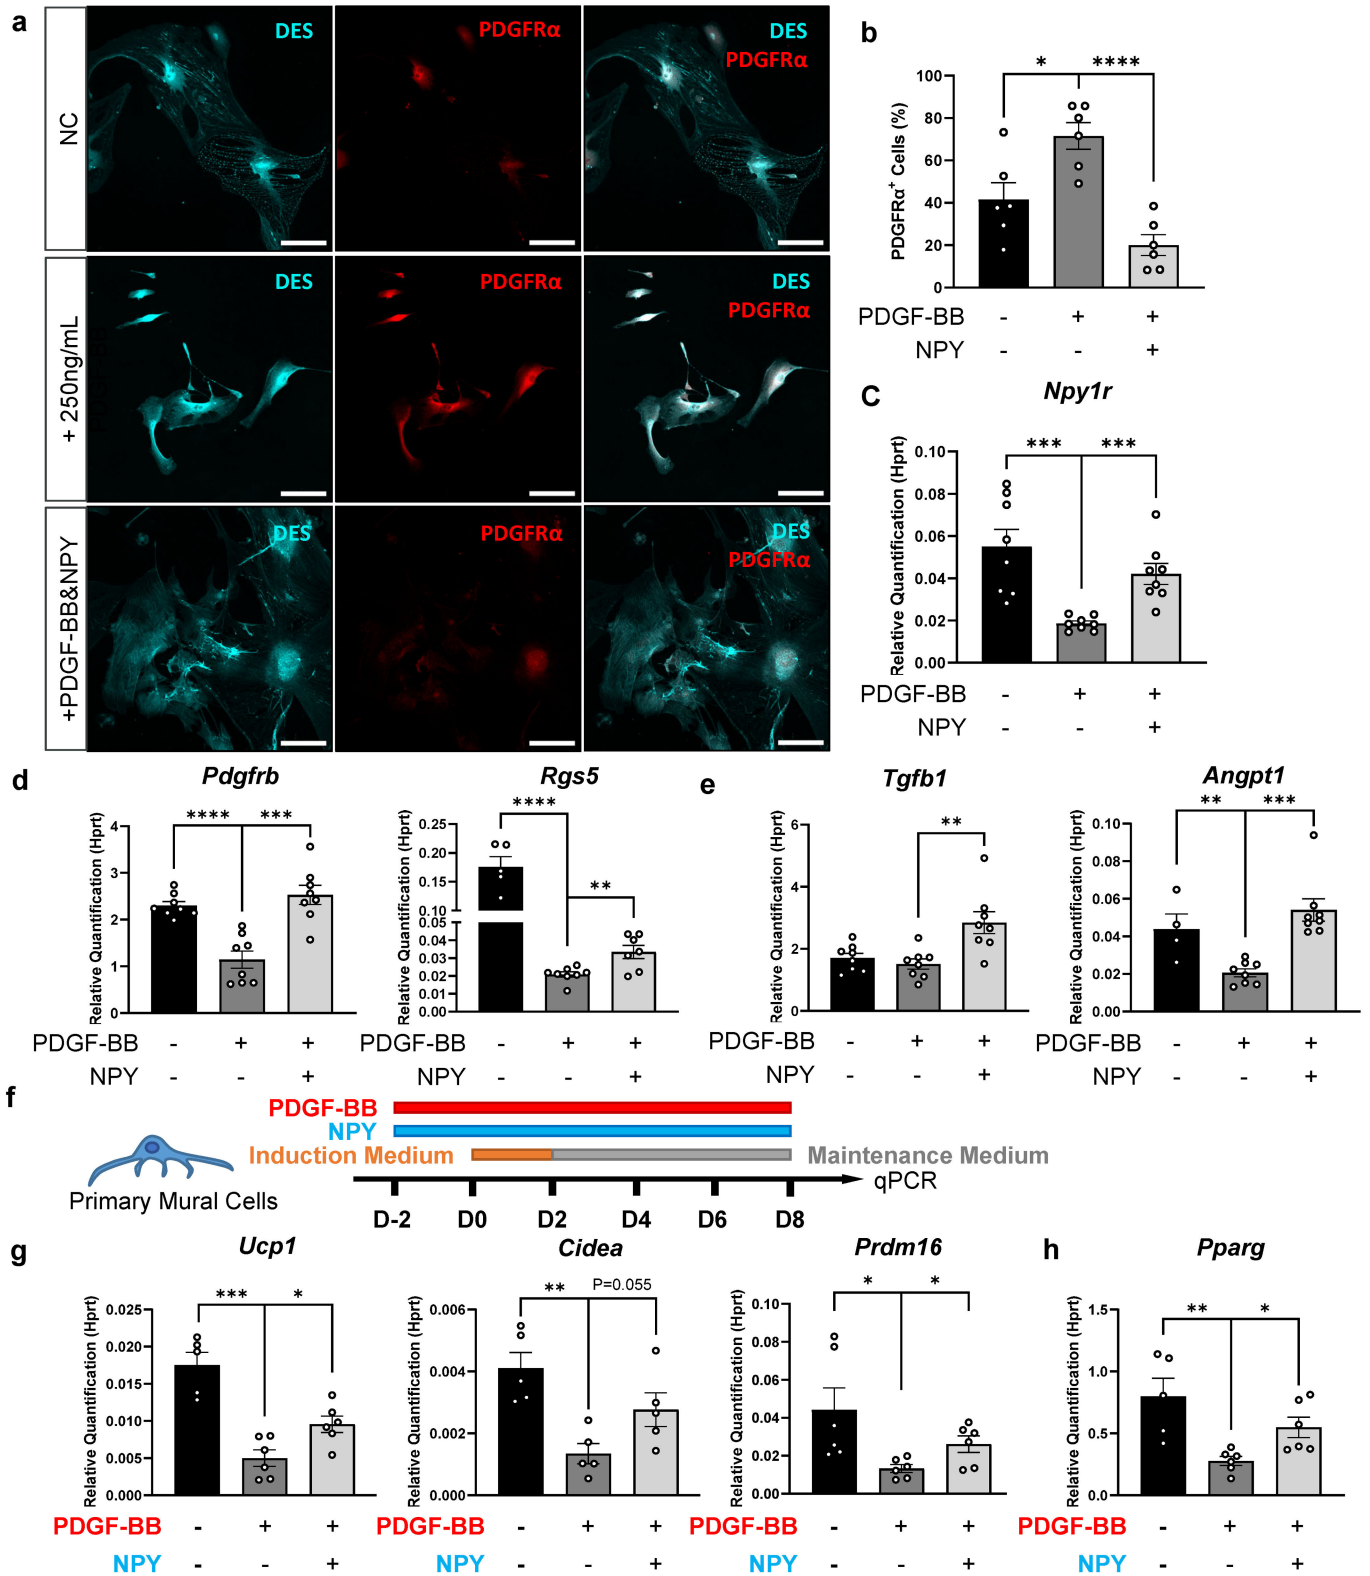 a
DES
PDGFRα
DES
PDGFRα
NC
DES
PDGFRα
DES
PDGFRα
+ 250ng/mL
DES
PDGFRα
DES
PDGFRα
+PDGF-BB&NPY
b
PDGFRα+ Cells (%)
100
80
60
40
20
0
* ****
PDGF-BB - + +
NPY - - +
C
Npy1r
Relative Quantification (Hprt)
0.10
0.08
0.06
0.04
0.02
0.00
*** ***
PDGF-BB - + +
NPY - - +
d
Pdgfrb
Relative Quantification (Hprt)
4
3
2
1
0
**** ***
PDGF-BB - + +
NPY - - +
Rgs5
Relative Quantification (Hprt)
0.25
0.20
0.15
0.10
0.05
0.04
0.03
0.02
0.01
0.00
****
**
PDGF-BB - + +
NPY - - +
e
Tgfb1
Relative Quantification (Hprt)
6
4
2
0
**
PDGF-BB - + +
NPY - - +
Angpt1
Relative Quantification (Hprt)
0.10
0.08
0.06
0.04
0.02
0.00
** ***
PDGF-BB - + +
NPY - - +
f
PDGF-BB
NPY
Induction Medium
Maintenance Medium
Primary Mural Cells
qPCR
D-2 D0 D2 D4 D6 D8
g
Ucp1
Relative Quantification (Hprt)
0.025
0.020
0.015
0.010
0.005
0.000
*** *
PDGF-BB - + +
NPY - - +
Cidea
Relative Quantification (Hprt)
0.006
0.004
0.002
0.000
** P=0.055
PDGF-BB - + +
NPY - - +
Prdm16
Relative Quantification (Hprt)
0.10
0.08
0.06
0.04
0.02
0.00
* *
PDGF-BB - + +
NPY - - +
h
Pparg
Relative Quantification (Hprt)
1.5
1.0
0.5
0.0
** *
PDGF-BB - + +
NPY - - +